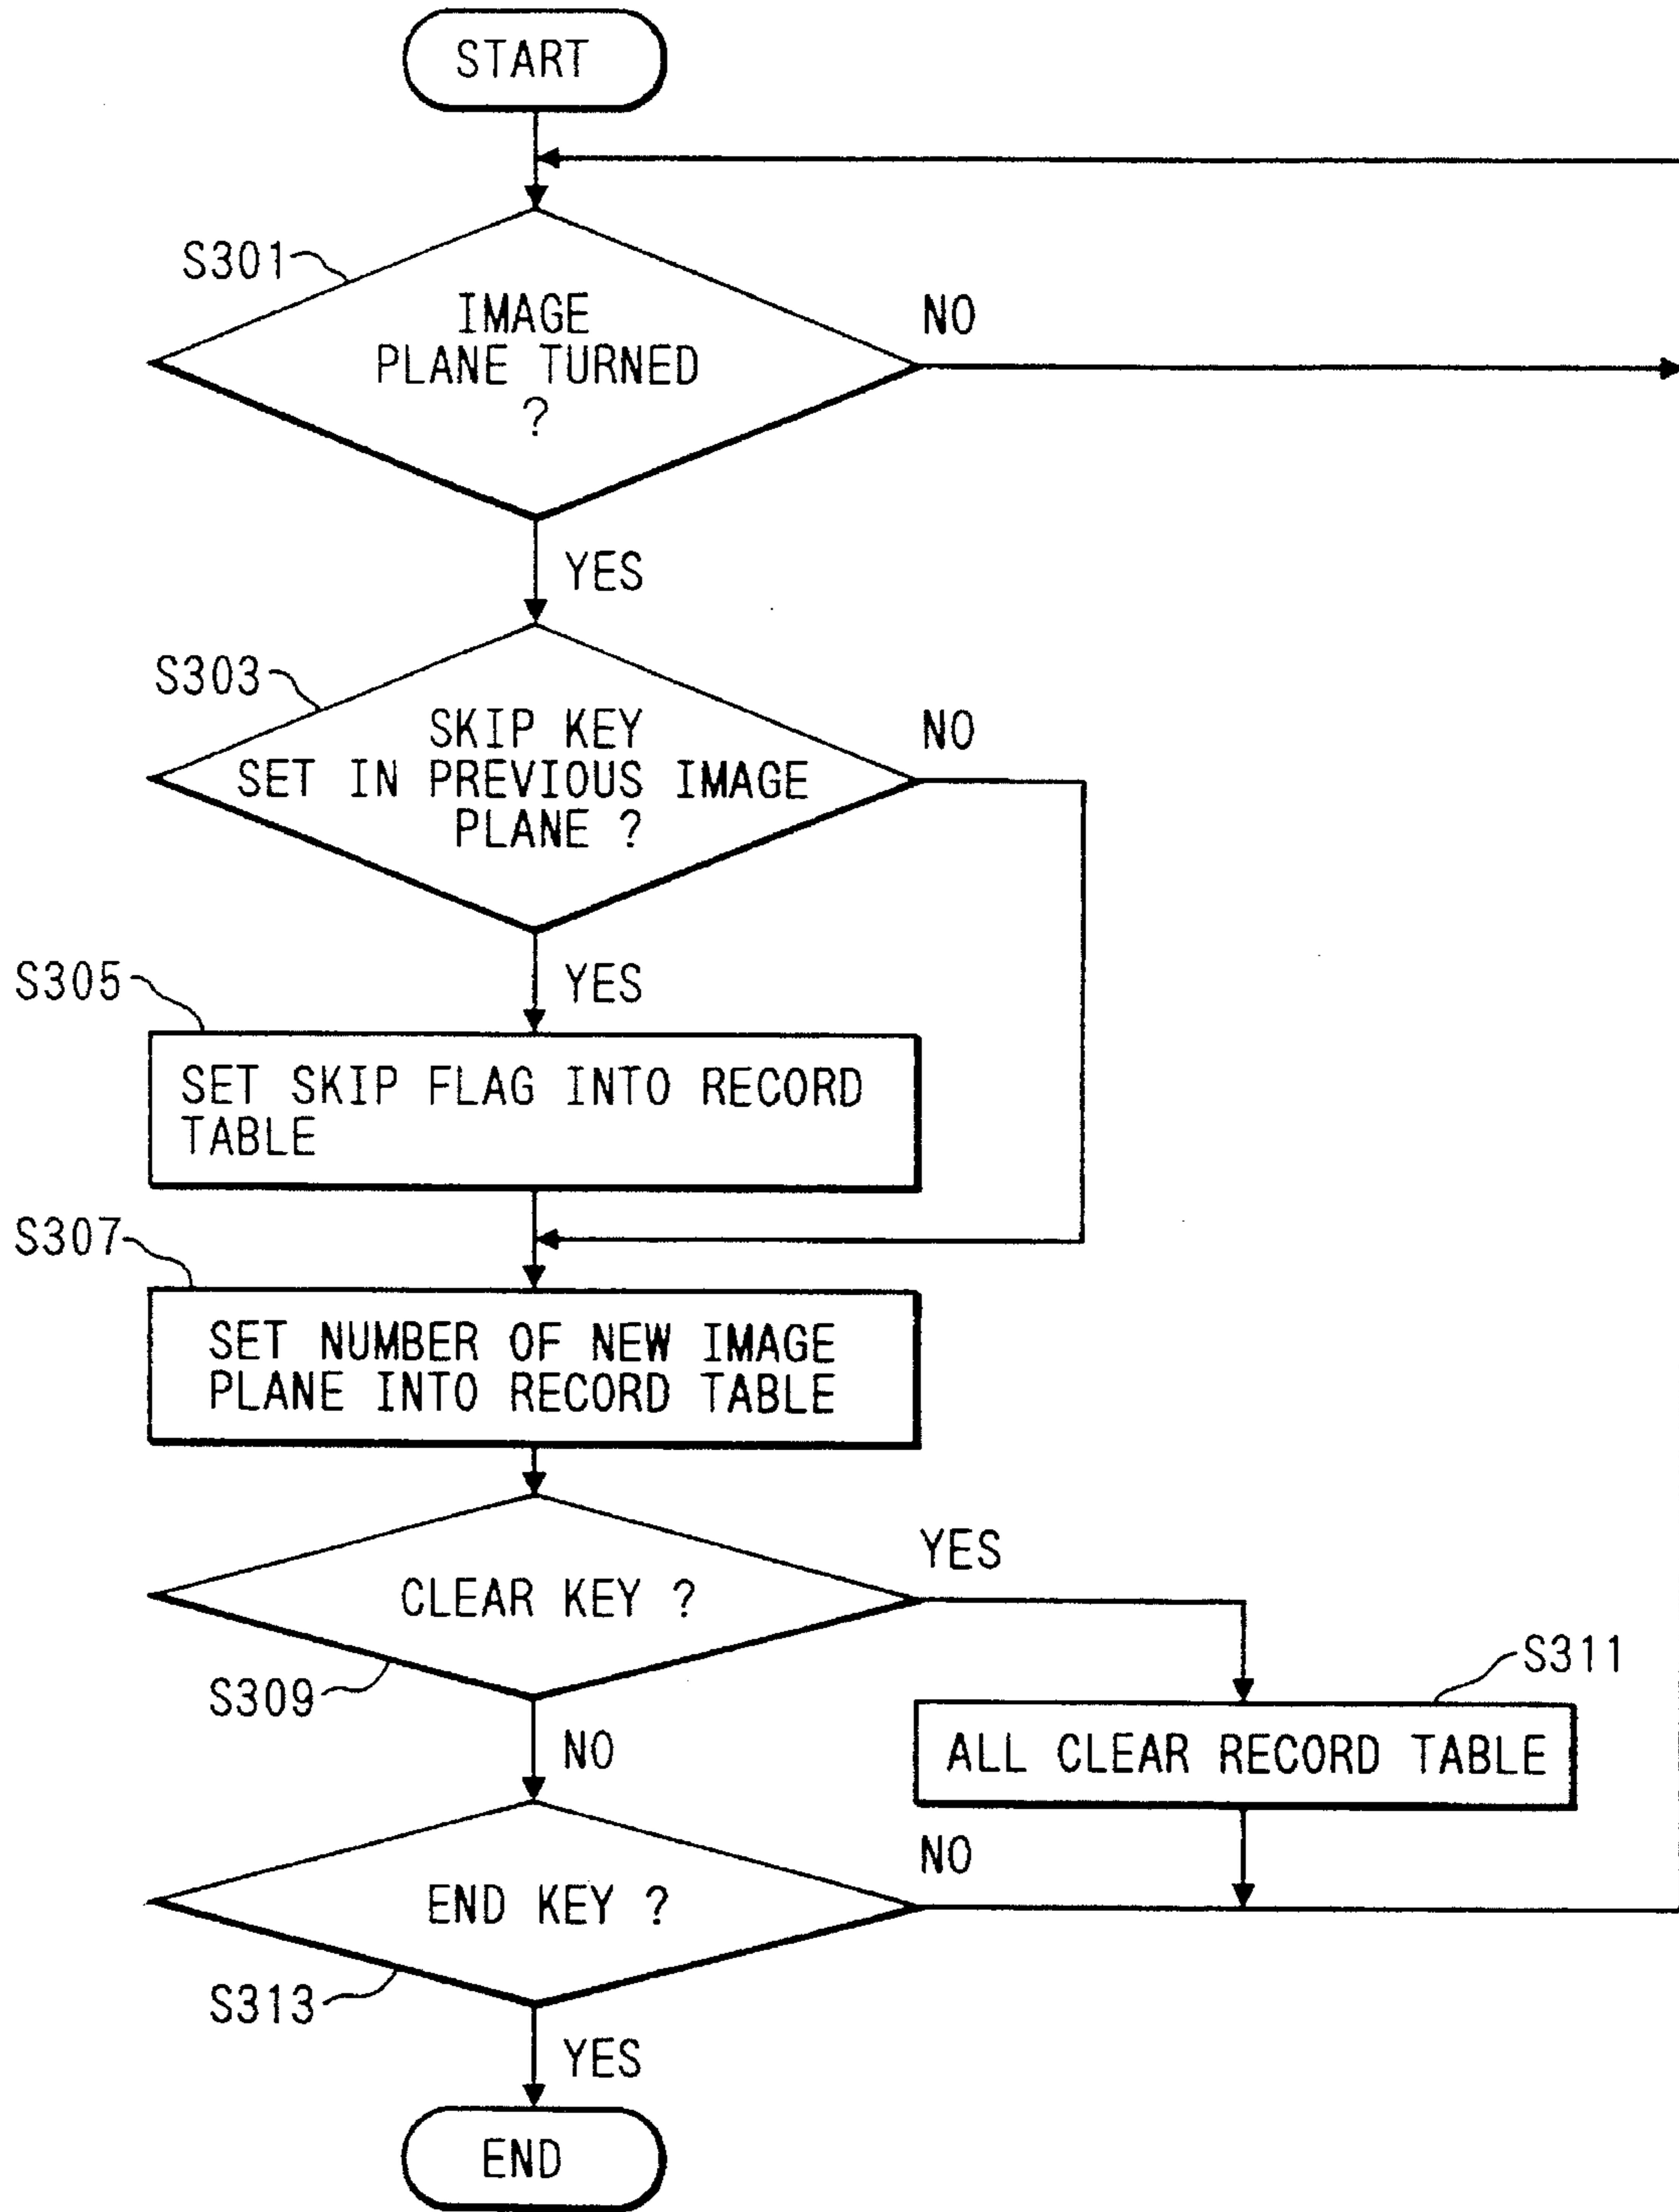 START
S301
IMAGE
PLANE TURNED
?
NO
YES
S303
SKIP KEY
SET IN PREVIOUS IMAGE
PLANE ?
NO
YES
S305
SET SKIP FLAG INTO RECORD
TABLE
S307
SET NUMBER OF NEW IMAGE
PLANE INTO RECORD TABLE
CLEAR KEY ?
YES
S309
NO
S311
ALL CLEAR RECORD TABLE
END KEY ?
NO
S313
YES
END